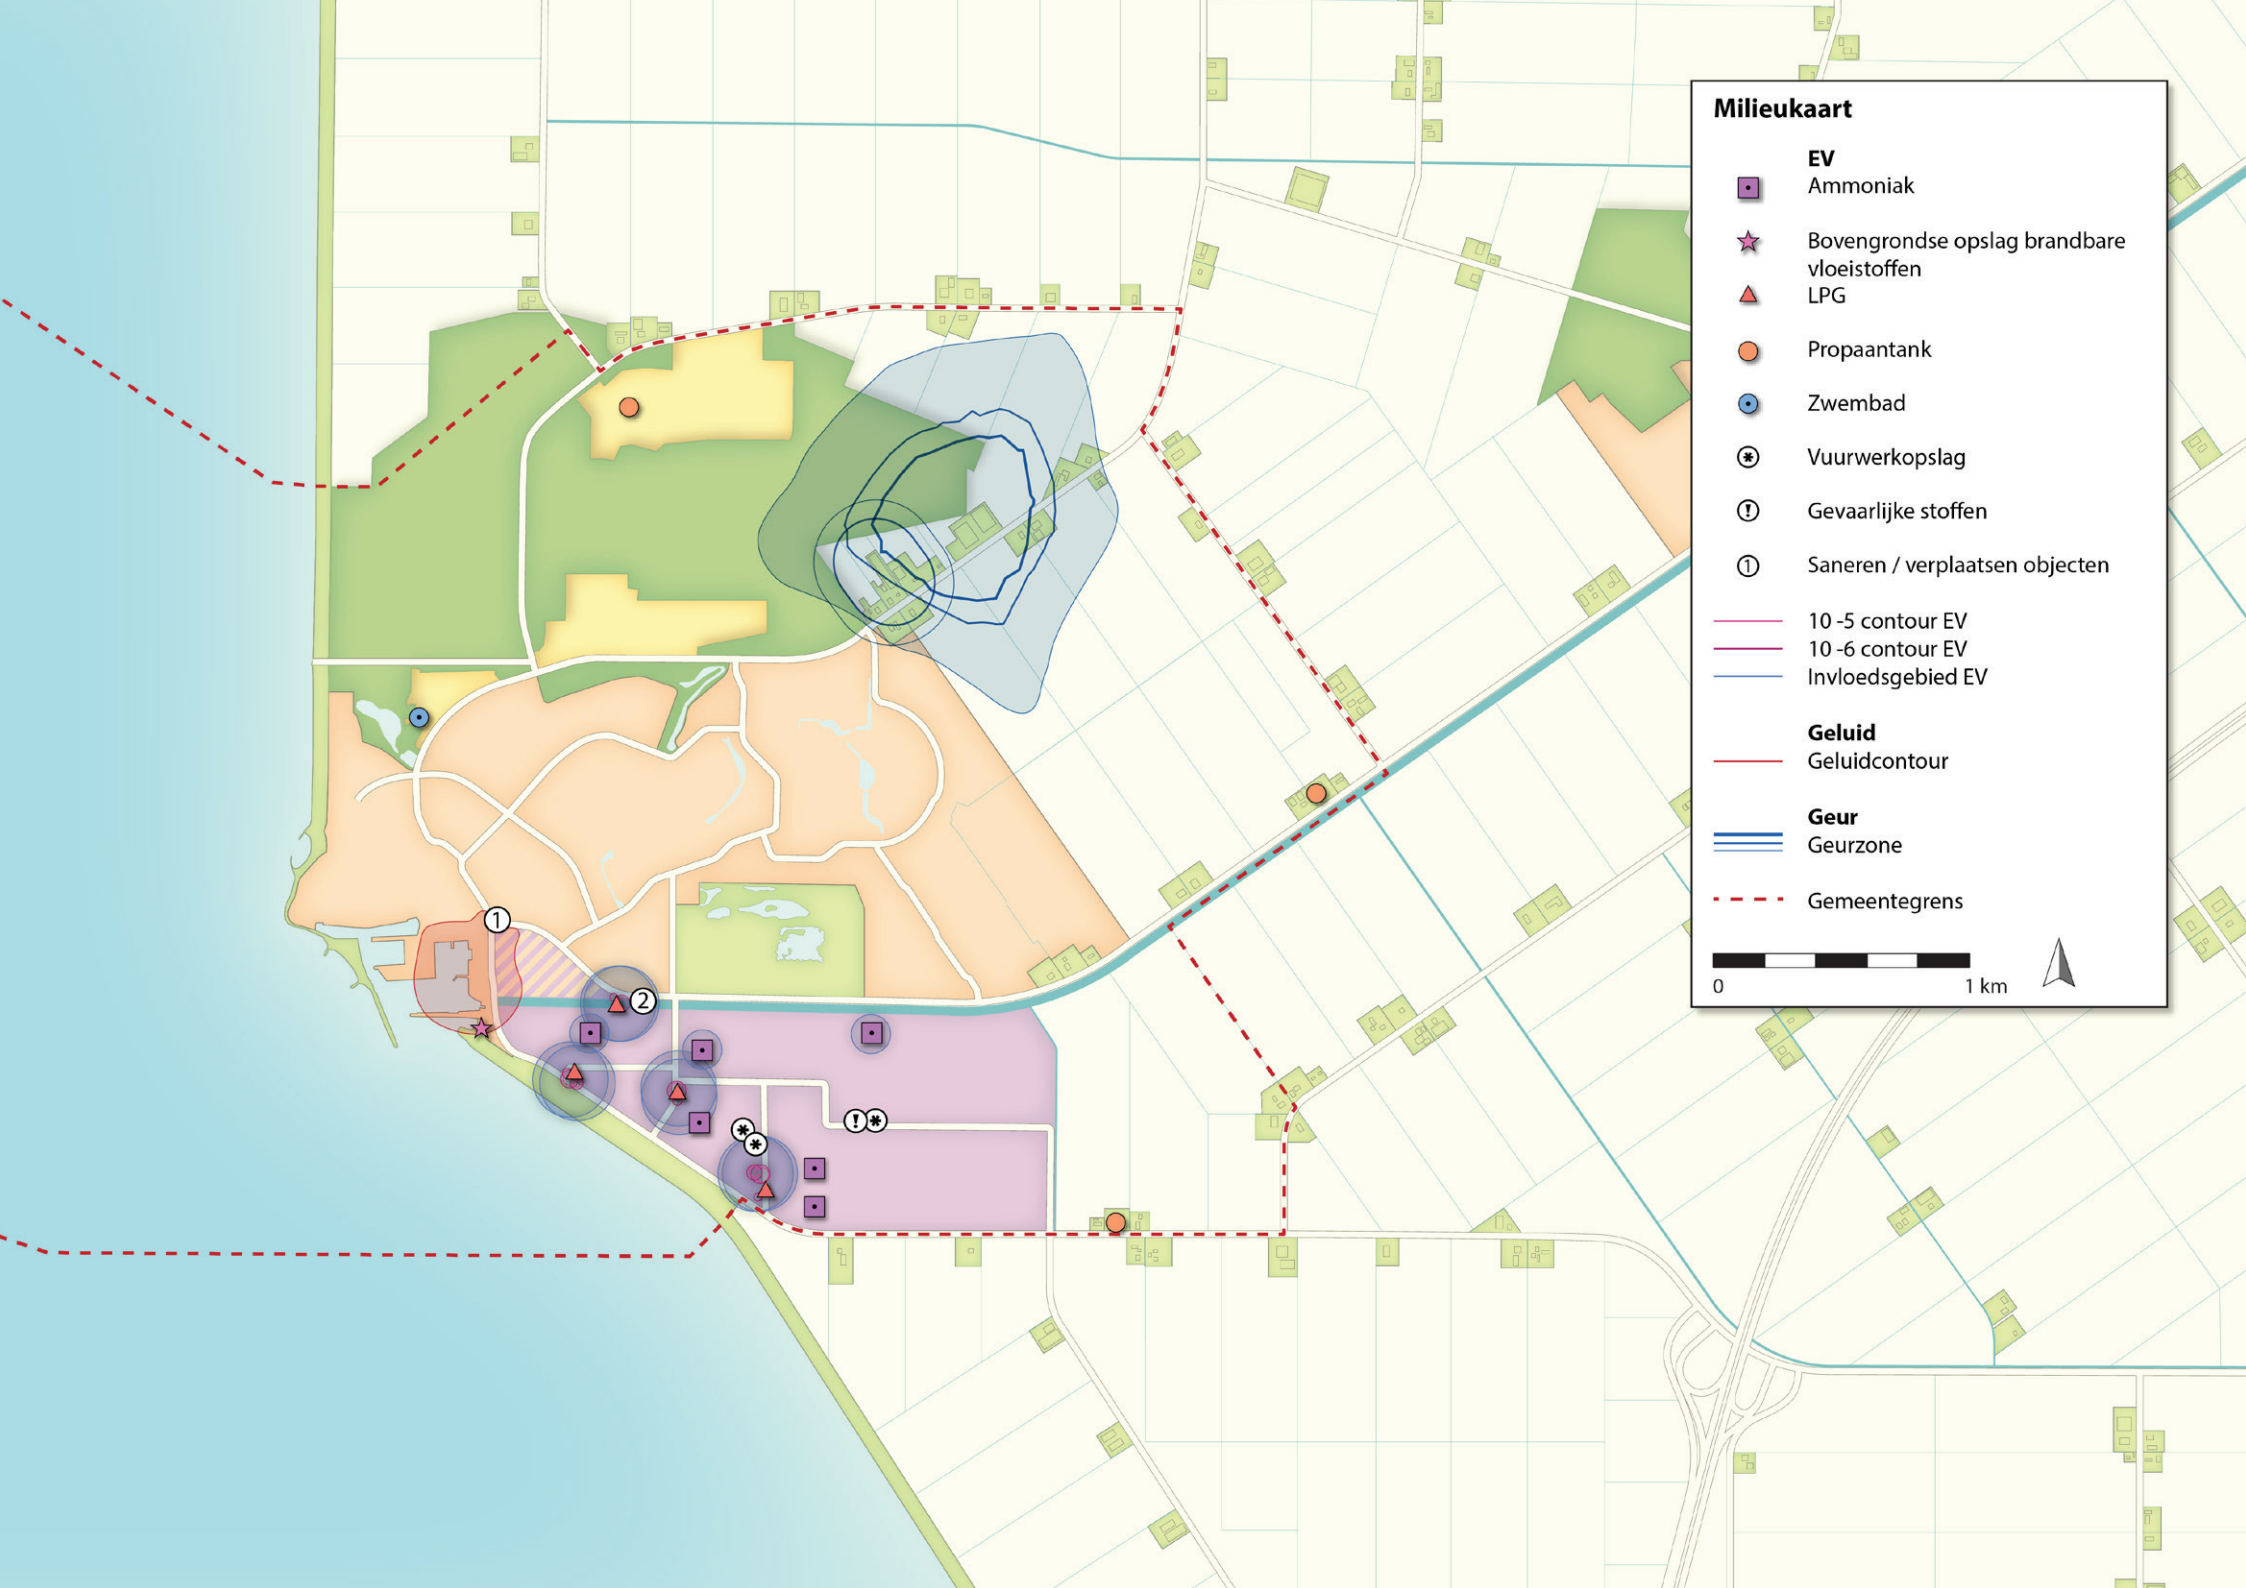 Milieukaart
EV
Ammoniak
Bovengrondse opslag brandbare
vloeistoffen
LPG
Propaantank
Zwembad
Vuurwerkopslag
! Gevaarlijke stoffen
1 Saneren / verplaatsen objecten
10 -5 contour EV
10 -6 contour EV
Invloedsgebied EV
Geluid
Geluidcontour
Geur
Geurzone
Gemeentegrens
0 1 km
1
2
!